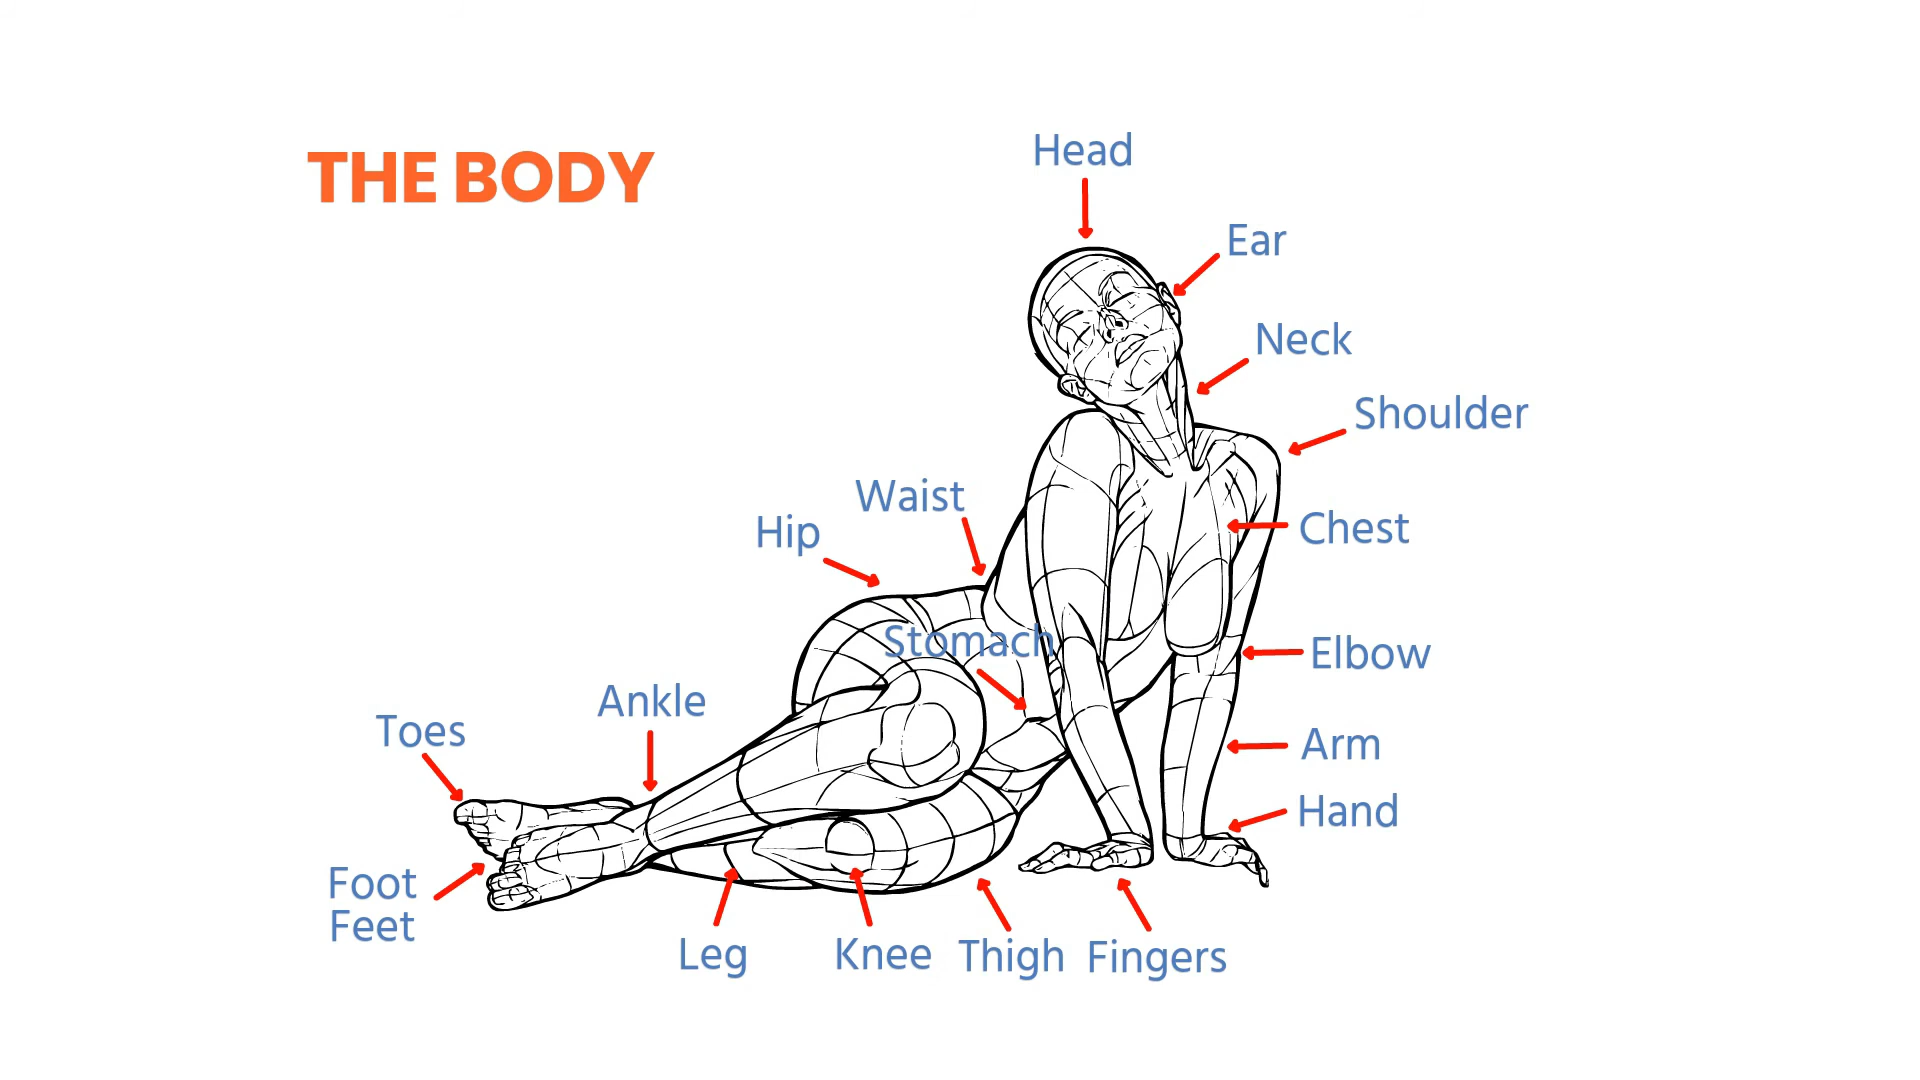 THE BODY
Head
Ear
Neck
Shoulder
Waist
Hip
Chest
Stomach
Elbow
Ankle
Toes
Arm
Hand
Foot
Feet
Leg
Knee
Thigh
Fingers